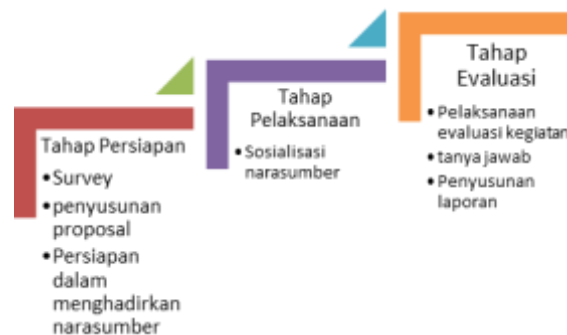 Tahap Persiapan
•Survey
•penyusunan
proposal
•Persiapan
dalam
menghadirkan
narasumber
Tahap
Pelaksanaan
•Sosialisasi
narasumber
Tahap
Evaluasi
•Pelaksanaan
evaluasi kegiatan
•tanya jawab
•Penyusunan
laporan